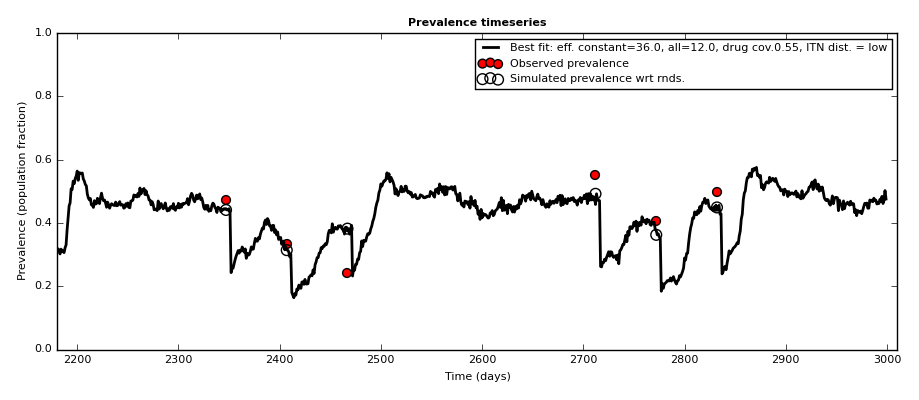 Prevalence timeseries
Best fit: eff. constant=36.0, all=12.0, drug cov.0.55, ITN dist. = low
Observed prevalence
Simulated prevalence wrt rnds.
Prevalence (population fraction)
1.0
0.8
0.6
0.4
0.2
0.0
2200 2300 2400 2500 2600 2700 2800 2900 3000
Time (days)